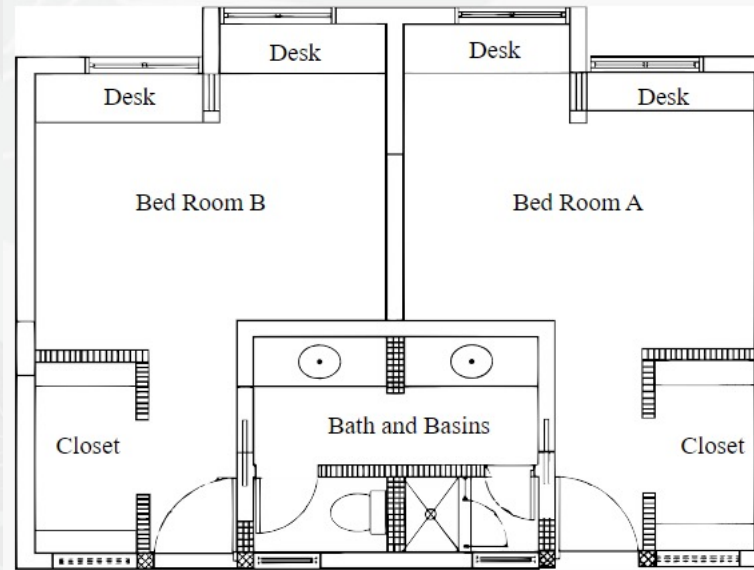 Desk
Desk
Desk
Desk
Bed Room B
Bed Room A
Bath and Basins
Closet
Closet